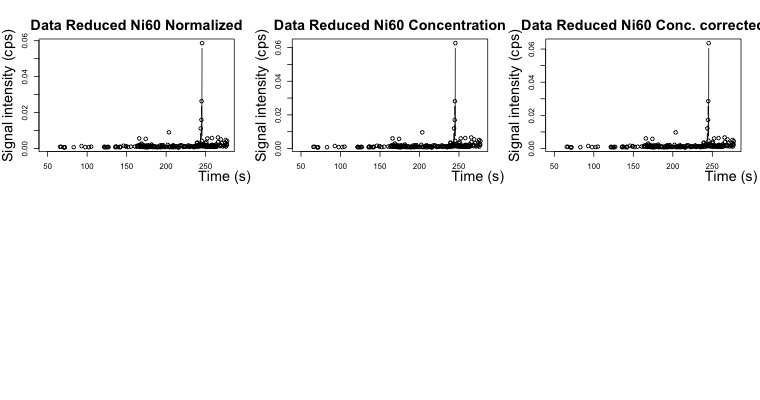 Data Reduced Ni60 Normalized
Signal intensity (cps)
0.00 0.02 0.04 0.06
50 100 150 200 250
Time (s)
Data Reduced Ni60 Concentration
Signal intensity (cps)
0.00 0.02 0.04 0.06
50 100 150 200 250
Time (s)
Data Reduced Ni60 Conc. corrected
Signal intensity (cps)
0.00 0.02 0.04 0.06
50 100 150 200 250
Time (s)